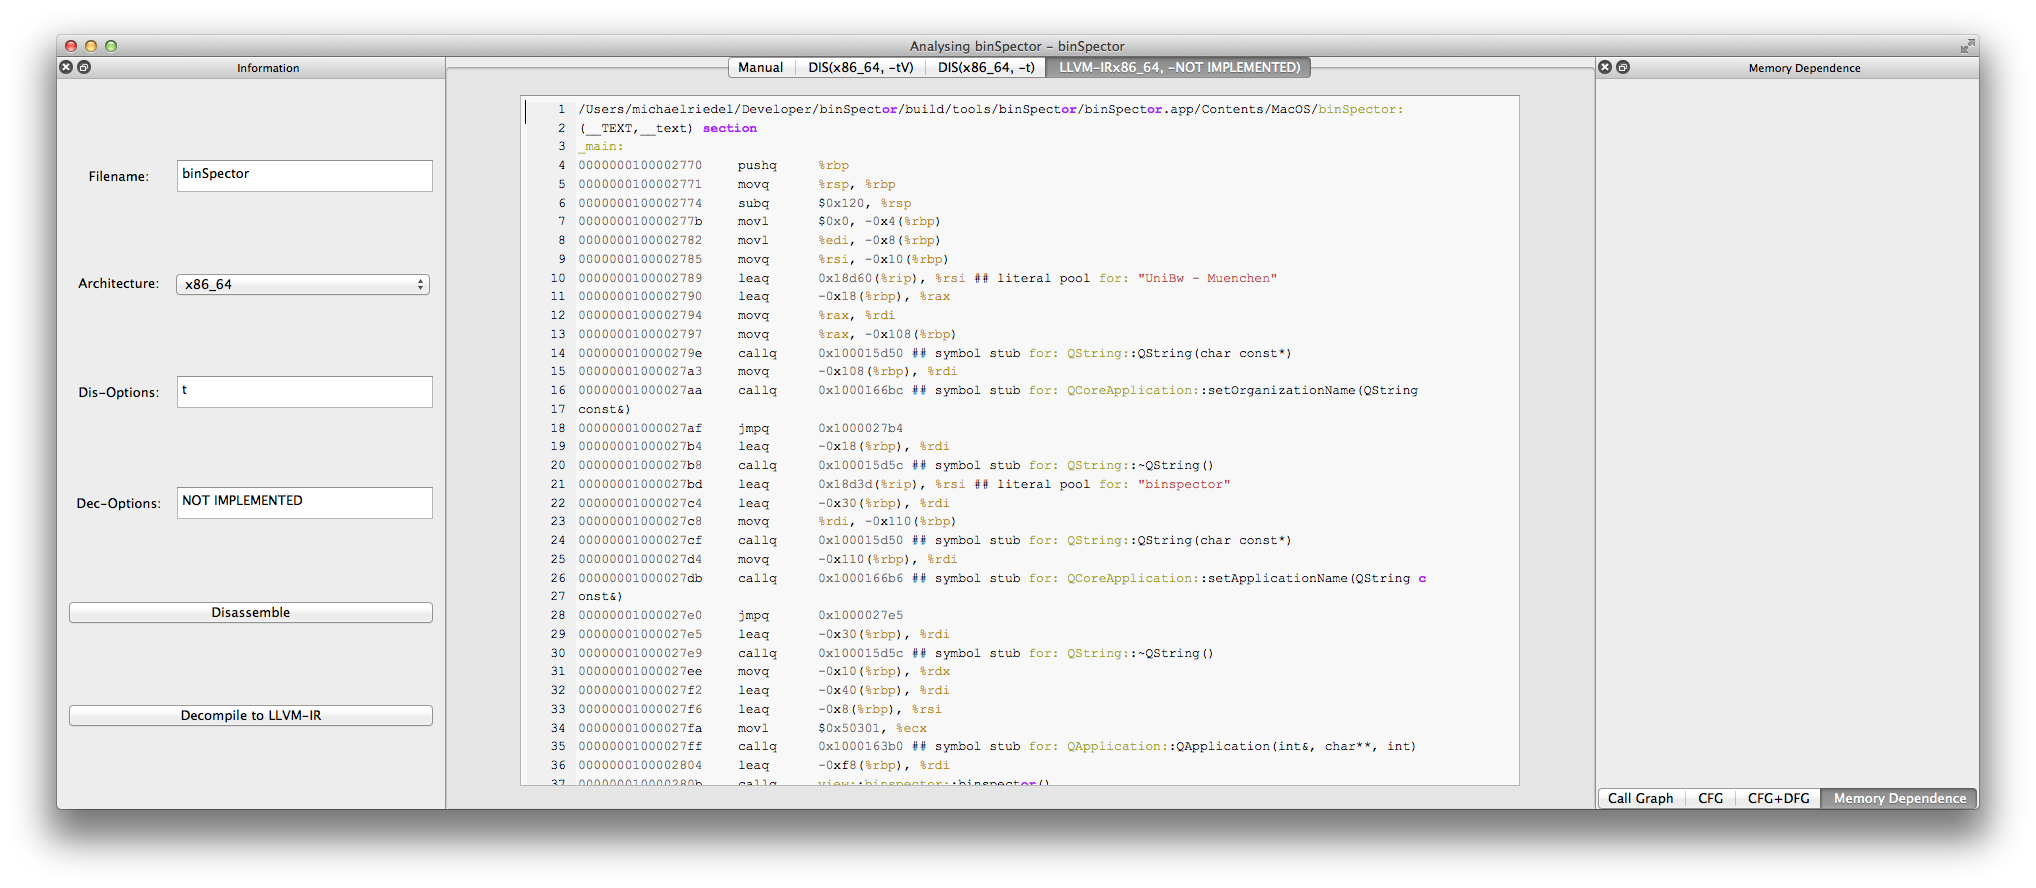 Analysing binSpector – binSpector
Information
Filename: binSpector
Architecture: x86_64
Dis-Options: t
Dec-Options: NOT IMPLEMENTED
Disassemble
Decompile to LLVM-IR
Manual DIS(x86_64, -tV) DIS(x86_64, -t) LLVM-IRx86_64, -NOT IMPLEMENTED)
1 /Users/michaelriedel/Developer/binSpector/build/tools/binSpector/binSpector.app/Contents/MacOS/binSpector:
2 (__TEXT,__text) section
3 _main:
4 0000000100002770 pushq %rbp
5 0000000100002771 movq %rsp, %rbp
6 0000000100002774 subq $0x120, %rsp
7 000000010000277b movl $0x0, -0x4(%rbp)
8 0000000100002782 movl %edi, -0x8(%rbp)
9 0000000100002785 movq %rsi, -0x10(%rbp)
10 0000000100002789 leaq 0x18d60(%rip), %rsi ## literal pool for: "UniBw - Muenchen"
11 0000000100002790 leaq -0x18(%rbp), %rax
12 0000000100002794 movq %rax, %rdi
13 0000000100002797 movq %rax, -0x108(%rbp)
14 000000010000279e callq 0x100015d50 ## symbol stub for: QString::QString(char const*)
15 00000001000027a3 movq -0x108(%rbp), %rdi
16 00000001000027aa callq 0x1000166bc ## symbol stub for: QCoreApplication::setOrganizationName(QString
17 const&)
18 00000001000027af jmpq 0x1000027b4
19 00000001000027b4 leaq -0x18(%rbp), %rdi
20 00000001000027b8 callq 0x100015d5c ## symbol stub for: QString::~QString()
21 00000001000027bd leaq 0x18d3d(%rip), %rsi ## literal pool for: "binspector"
22 00000001000027c4 leaq -0x30(%rbp), %rdi
23 00000001000027c8 movq %rdi, -0x110(%rbp)
24 00000001000027cf callq 0x100015d50 ## symbol stub for: QString::QString(char const*)
25 00000001000027d4 movq -0x110(%rbp), %rdi
26 00000001000027db callq 0x1000166b6 ## symbol stub for: QCoreApplication::setApplicationName(QString c
27 onst&)
28 00000001000027e0 jmpq 0x1000027e5
29 00000001000027e5 leaq -0x30(%rbp), %rdi
30 00000001000027e9 callq 0x100015d5c ## symbol stub for: QString::~QString()
31 00000001000027ee movq -0x10(%rbp), %rdx
32 00000001000027f2 leaq -0x40(%rbp), %rdi
33 00000001000027f6 leaq -0x8(%rbp), %rsi
34 00000001000027fa movl $0x50301, %ecx
35 00000001000027ff callq 0x1000163b0 ## symbol stub for: QApplication::QApplication(int&, char**, int)
36 0000000100002804 leaq -0xf8(%rbp), %rdi
37 000000010000280b callq view::binspector::binspector()
Memory Dependence
Call Graph CFG CFG+DFG Memory Dependence